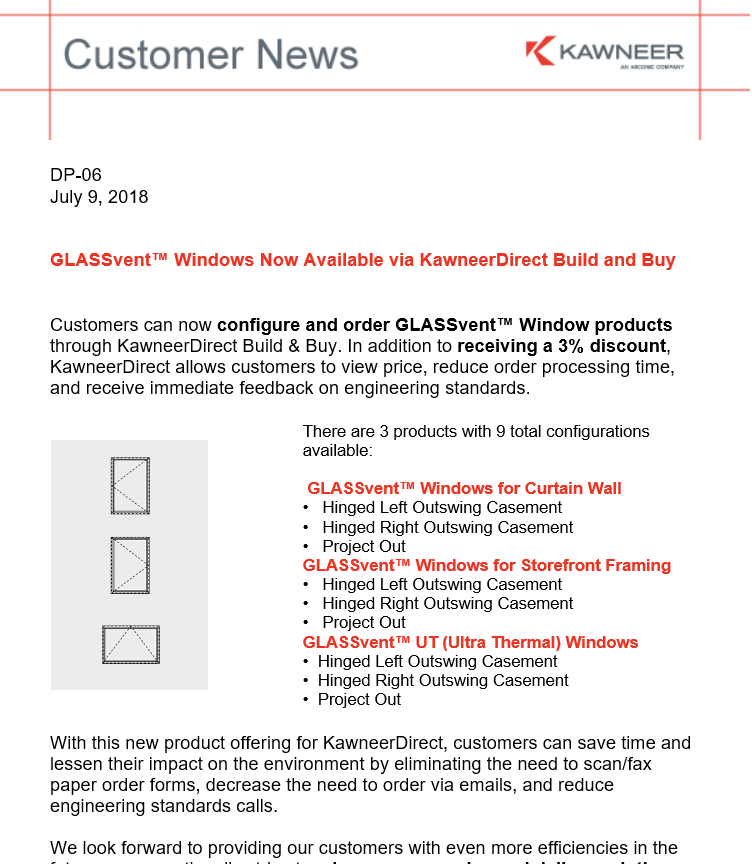 Customer News
KAWNEER
AN ARCONIC COMPANY
DP-06
July 9, 2018
GLASSvent™ Windows Now Available via KawneerDirect Build and Buy
Customers can now configure and order GLASSvent™ Window products
through KawneerDirect Build & Buy. In addition to receiving a 3% discount,
KawneerDirect allows customers to view price, reduce order processing time,
and receive immediate feedback on engineering standards.
There are 3 products with 9 total configurations
available:
GLASSvent™ Windows for Curtain Wall
• Hinged Left Outswing Casement
• Hinged Right Outswing Casement
• Project Out
GLASSvent™ Windows for Storefront Framing
• Hinged Left Outswing Casement
• Hinged Right Outswing Casement
• Project Out
GLASSvent™ UT (Ultra Thermal) Windows
• Hinged Left Outswing Casement
• Hinged Right Outswing Casement
• Project Out
With this new product offering for KawneerDirect, customers can save time and
lessen their impact on the environment by eliminating the need to scan/fax
paper order forms, decrease the need to order via emails, and reduce
engineering standards calls.
We look forward to providing our customers with even more efficiencies in the